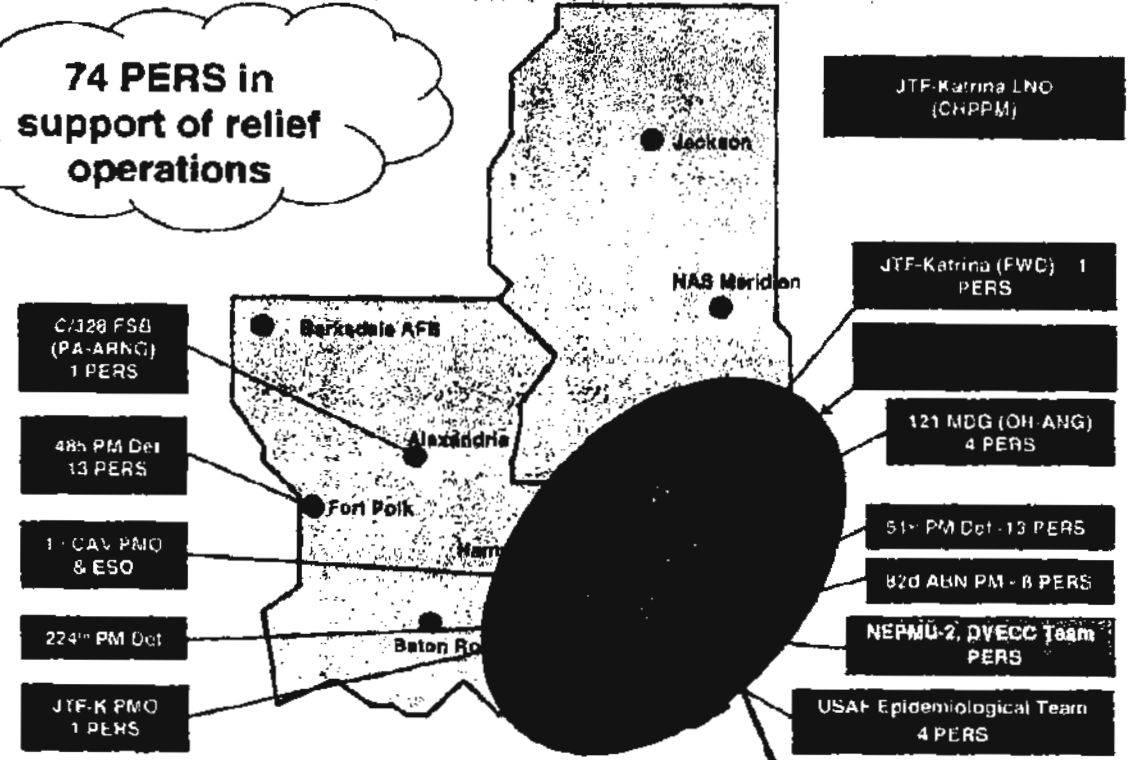 74 PERS in
support of relief
operations
JTF-Katrina LNO
(CHPPM)
Jackson
NAS Meridian
JTF-Katrina (FWD) 1
PERS
C/328 FSB
(PA-ARNG)
1 PERS
Barksdale AFB
121 MDG (OH-ANG)
4 PERS
485 PM Det
13 PERS
Alexandria
Fort Polk
51st PM Det -13 PERS
CAV PMO
& ESO
82d ABN PM - 8 PERS
224th PM Det
Baton Ro
NEPMU-2, DVECC Team
PERS
JTF-K PMO
1 PERS
USAF Epidemiological Team
4 PERS